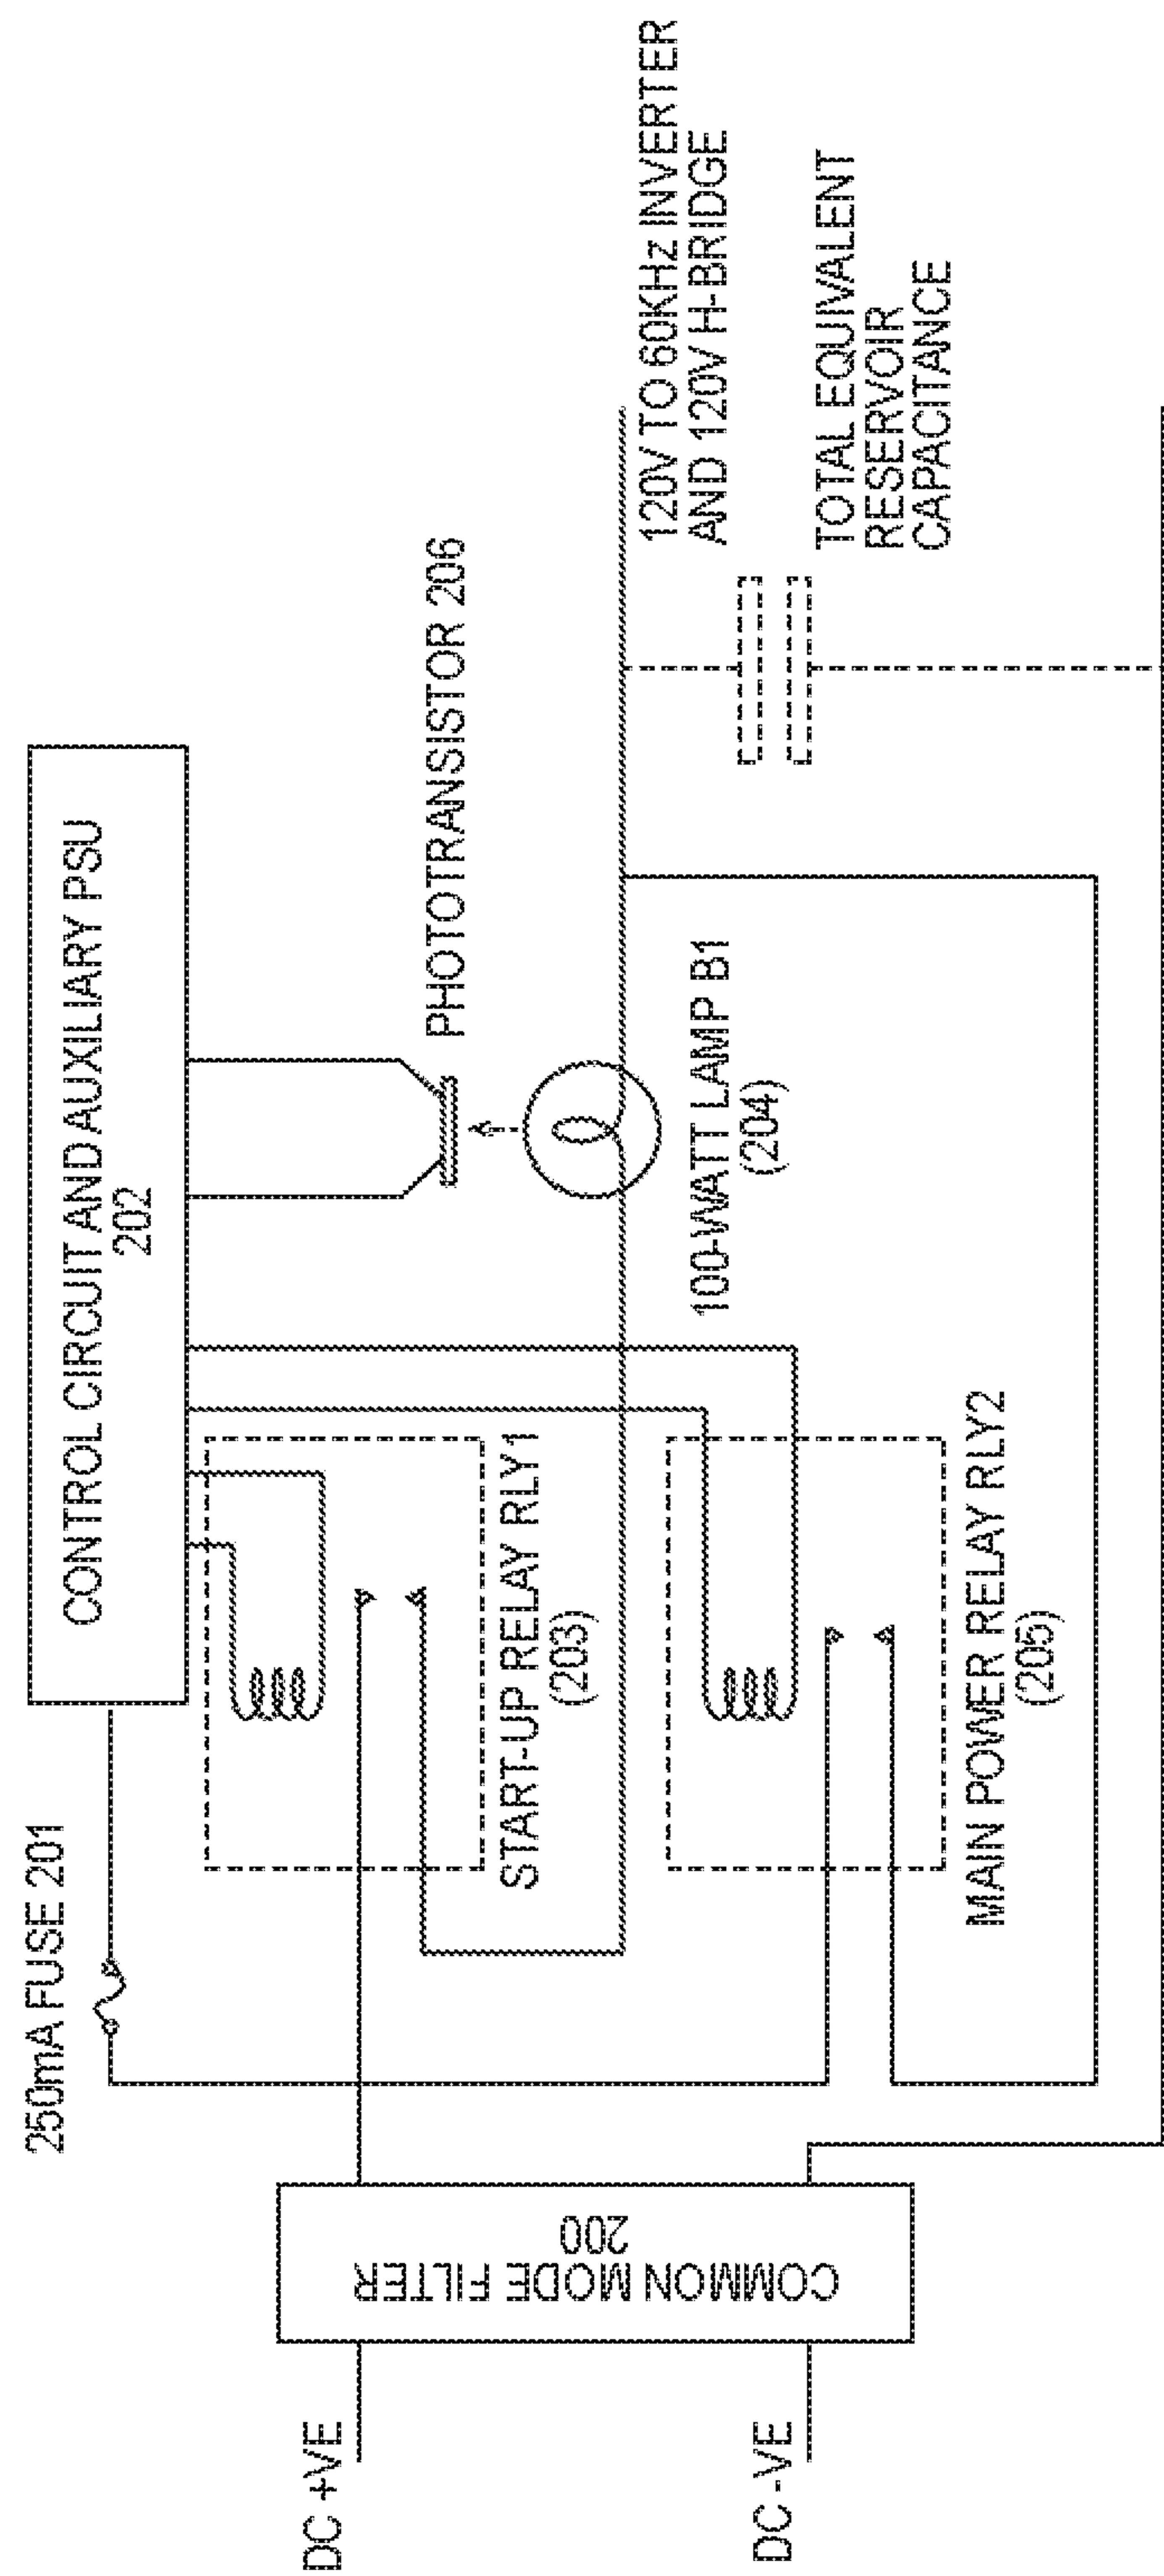 250mA FUSE 201
CONTROL CIRCUIT AND AUXILIARY PSU
202
PHOTOTRANSISTOR 206
DC +VE
DC -VE
COMMON MODE FILTER
200
START-UP RELAY RLY1
(203)
100-WATT LAMP B1
(204)
120V TO 60KHz INVERTER
AND 120V H-BRIDGE
TOTAL EQUIVALENT
RESERVOIR
CAPACITANCE
MAIN POWER RELAY RLY2
(205)